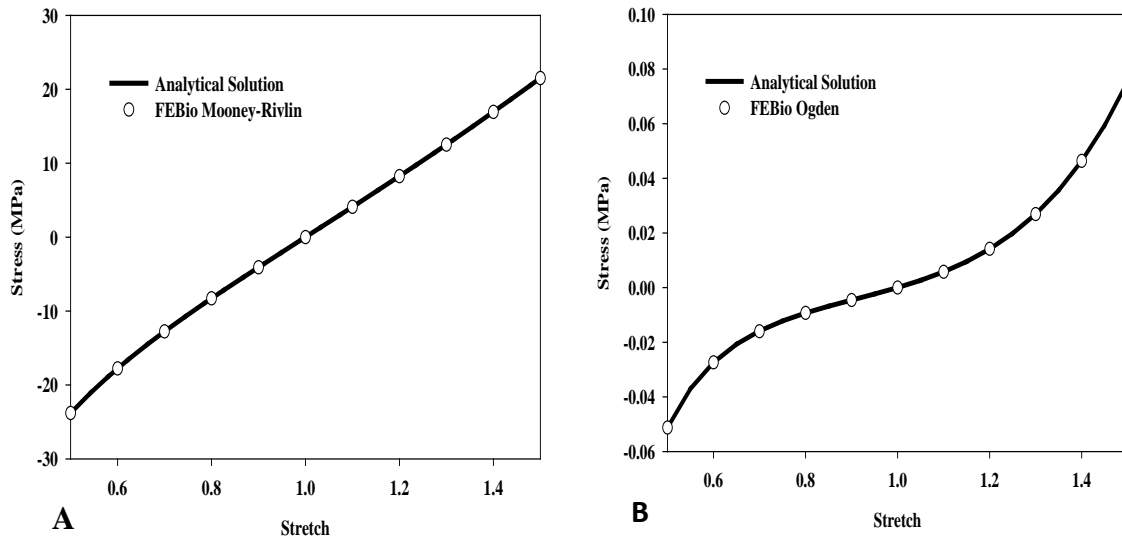 30
20
10
0
-10
-20
-30
Stress (MPa)
Analytical Solution
FEBio Mooney-Rivlin
0.6 0.8 1.0 1.2 1.4
Stretch
A
0.10
0.08
0.06
0.04
0.02
0.00
-0.02
-0.04
-0.06
Stress (MPa)
Analytical Solution
FEBio Ogden
0.6 0.8 1.0 1.2 1.4
Stretch
B